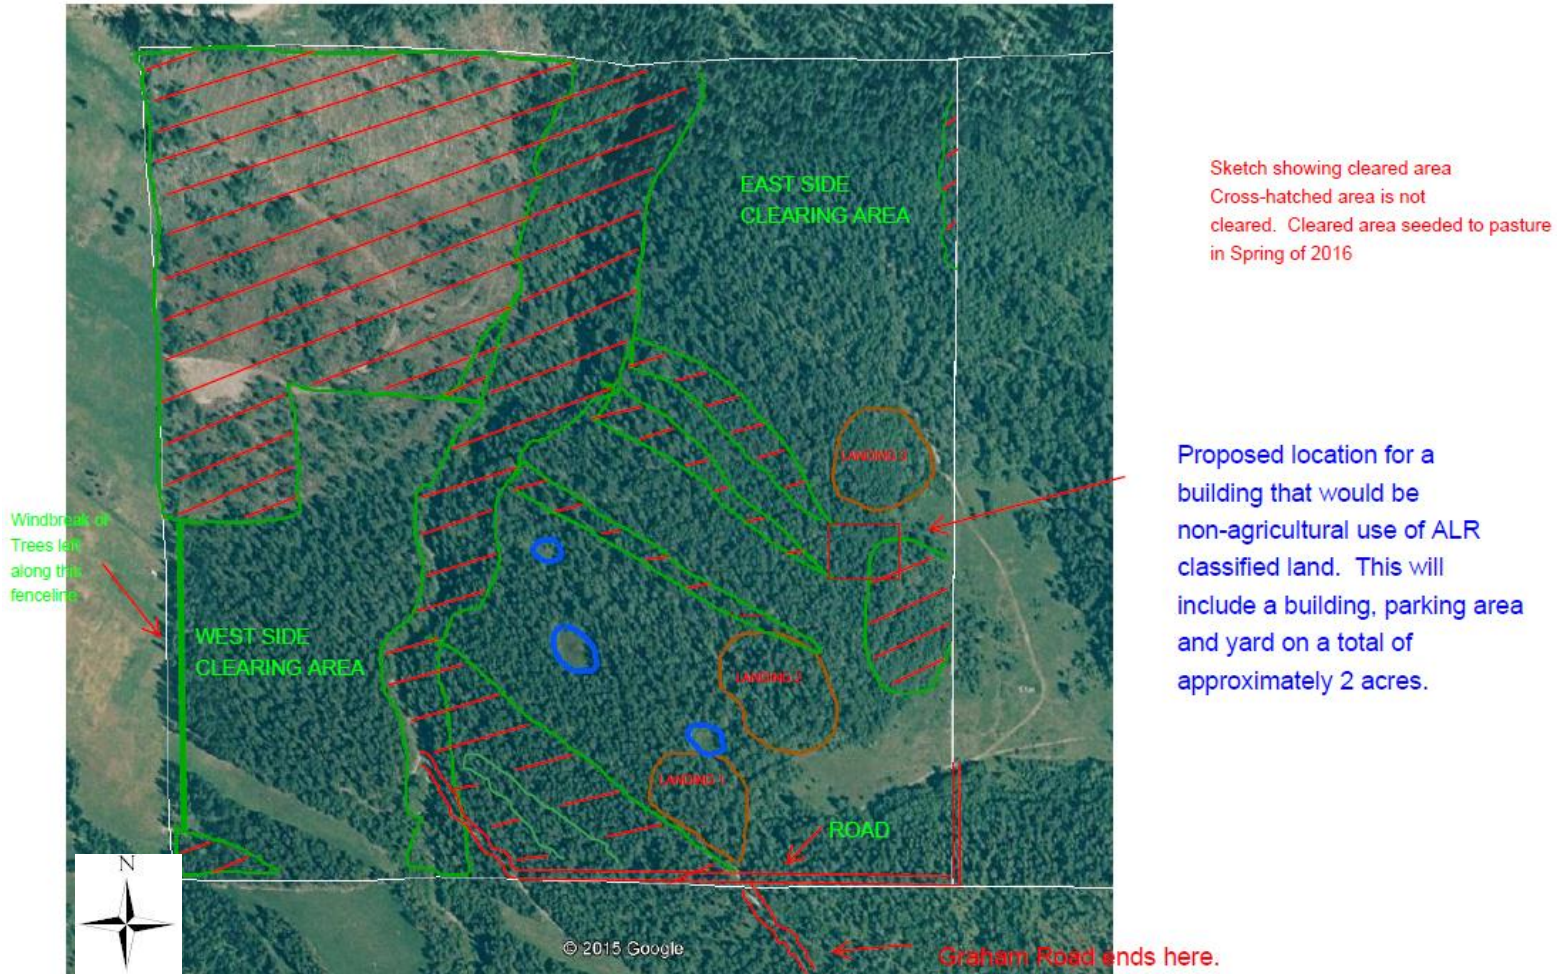 EAST SIDE
CLEARING AREA
Sketch showing cleared area
Cross-hatched area is not
cleared. Cleared area seeded to pasture
in Spring of 2016
LANDING 3
Proposed location for a
building that would be
non-agricultural use of ALR
classified land. This will
include a building, parking area
and yard on a total of
approximately 2 acres.
Windbreak of
Trees left
along this
fenceline
WEST SIDE
CLEARING AREA
LANDING 2
LANDING 1
ROAD
N
© 2015 Google
Graham Road ends here.